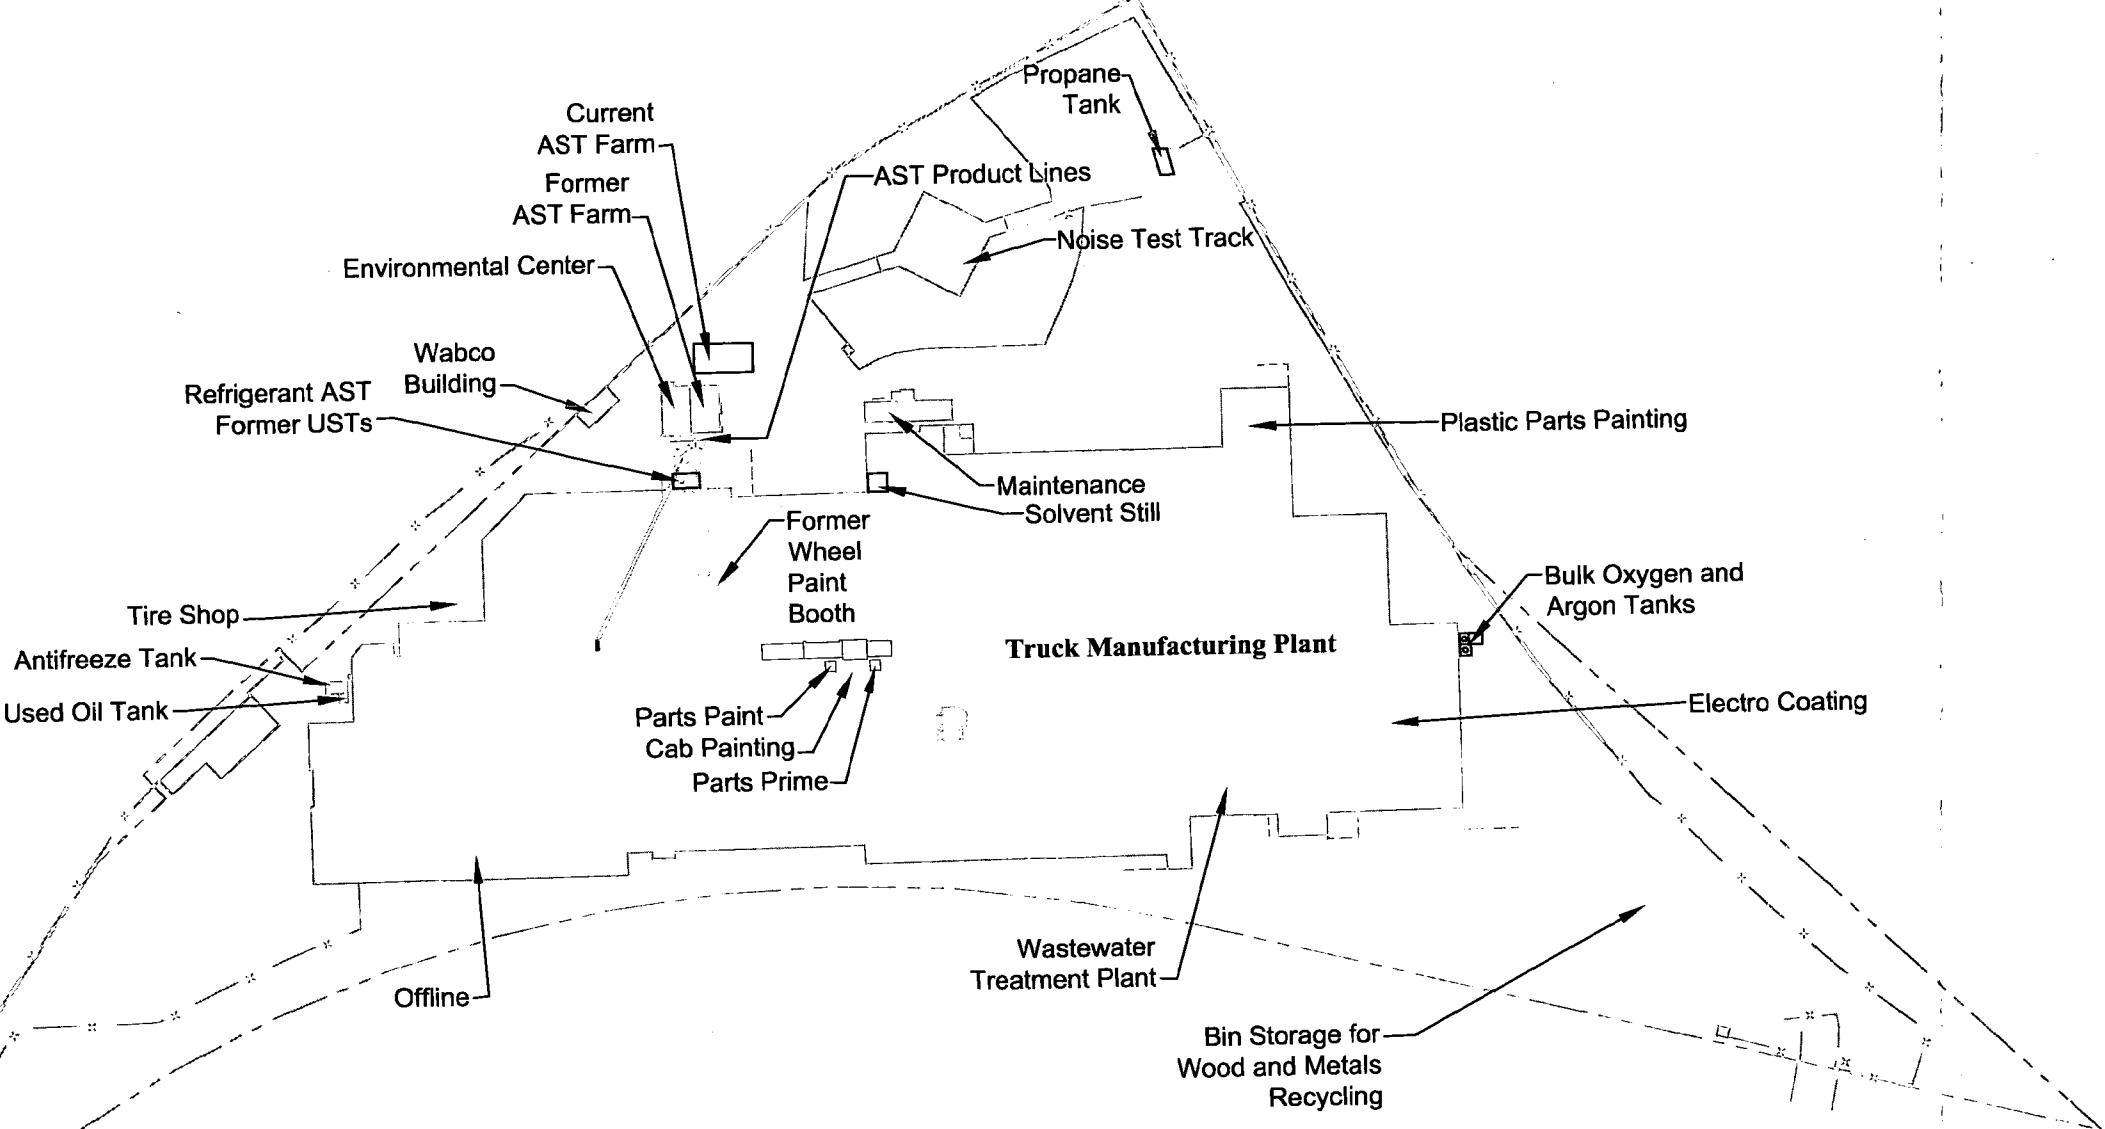 Propane
Tank
Current
AST Farm
AST Product Lines
Former
AST Farm
Noise Test Track
Environmental Center
Wabco
Building
Refrigerant AST
Former USTs
Plastic Parts Painting
Maintenance
Solvent Still
Former
Wheel
Paint
Booth
Bulk Oxygen and
Argon Tanks
Tire Shop
Truck Manufacturing Plant
Antifreeze Tank
Used Oil Tank
Electro Coating
Parts Paint
Cab Painting
Parts Prime
Wastewater
Treatment Plant
Offline
Bin Storage for
Wood and Metals
Recycling